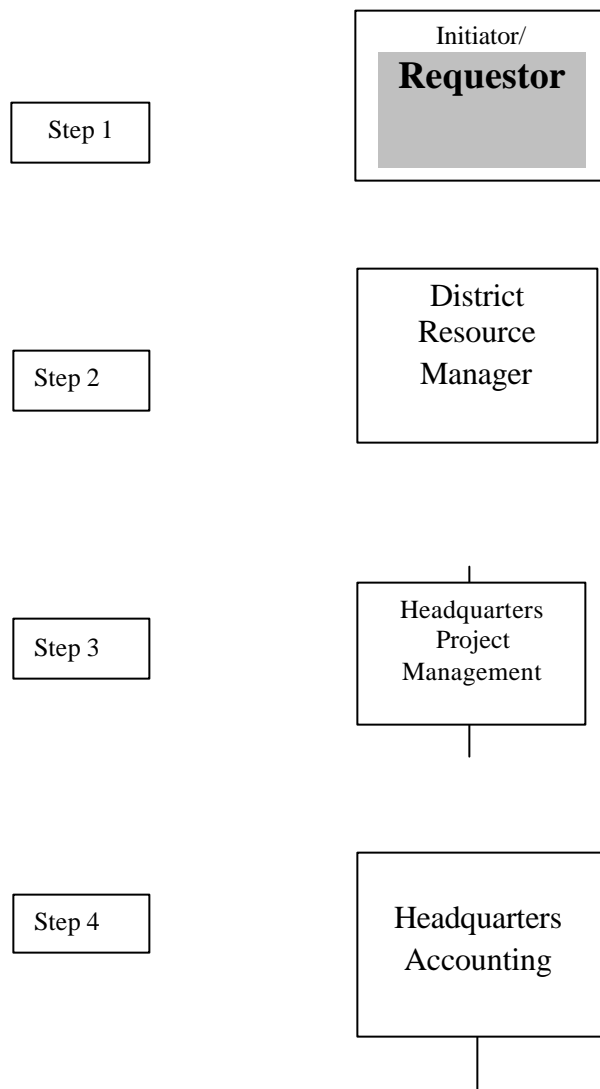 Initiator/
Requestor
Step 1
District
Resource
Manager
Step 2
Headquarters
Project
Management
Step 3
Headquarters
Accounting
Step 4